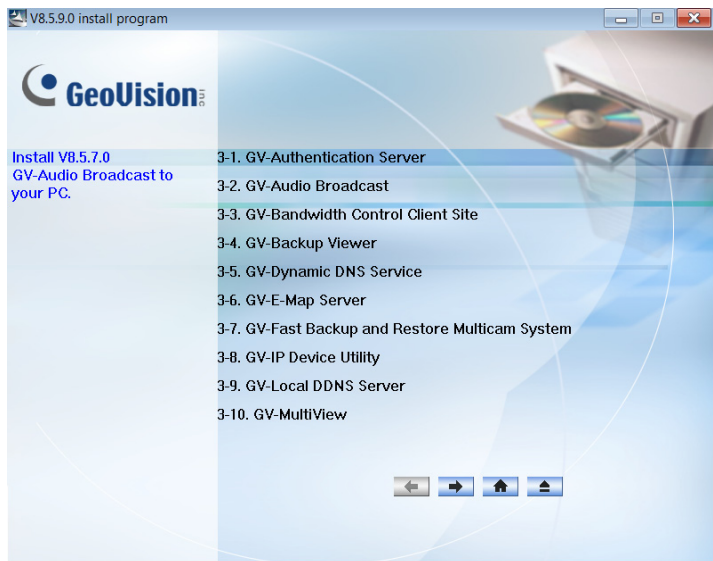 V8.5.9.0 install program
GeoVision Inc
Install V8.5.7.0
GV-Audio Broadcast to
your PC.
3-1. GV-Authentication Server
3-2. GV-Audio Broadcast
3-3. GV-Bandwidth Control Client Site
3-4. GV-Backup Viewer
3-5. GV-Dynamic DNS Service
3-6. GV-E-Map Server
3-7. GV-Fast Backup and Restore Multicam System
3-8. GV-IP Device Utility
3-9. GV-Local DDNS Server
3-10. GV-MultiView